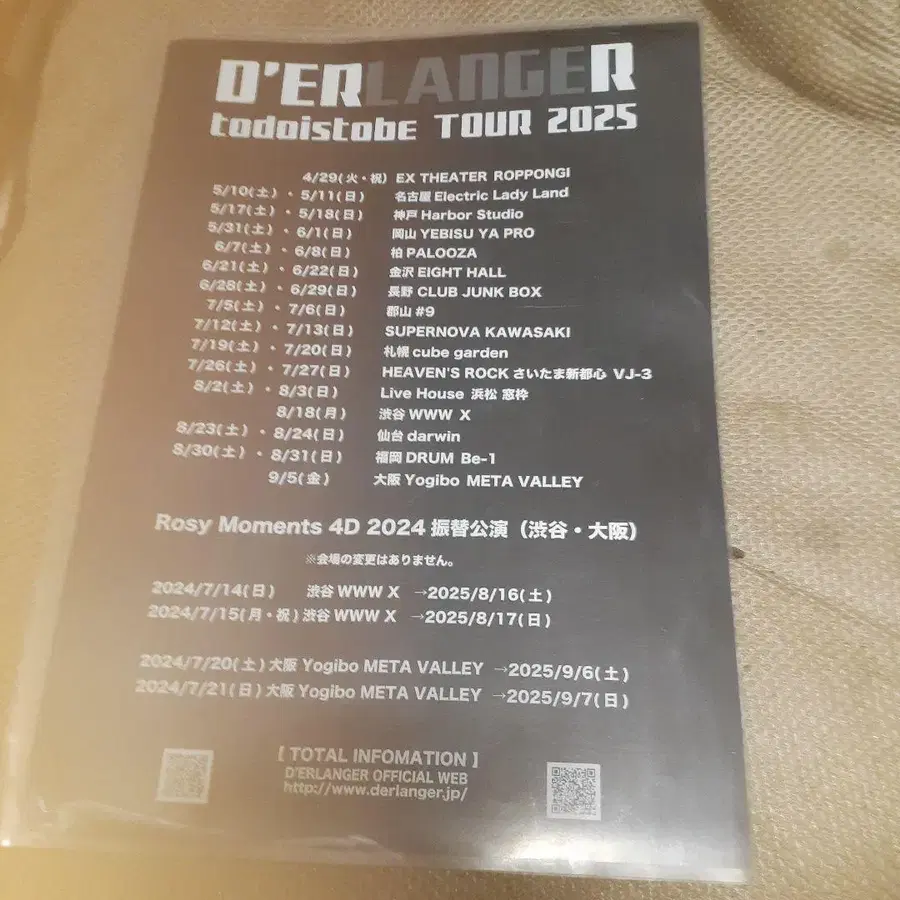 D'ERLANGER
todoistobe TOUR 2025
4/29(火・祝) EX THEATER ROPPONGI
5/10(土)・5/11(日) 名古屋 Electric Lady Land
5/17(土)・5/18(日) 神戸 Harbor Studio
5/31(土)・6/1(日) 岡山 YEBISU YA PRO
6/7(土)・6/8(日) 柏 PALOOZA
6/21(土)・6/22(日) 金沢 EIGHT HALL
6/28(土)・6/29(日) 長野 CLUB JUNK BOX
7/5(土)・7/6(日) 郡山 #9
7/12(土)・7/13(日) SUPERNOVA KAWASAKI
7/19(土)・7/20(日) 札幌 cube garden
7/26(土)・7/27(日) HEAVEN'S ROCK さいたま新都心 VJ-3
8/2(土)・8/3(日) Live House 浜松 窓枠
8/18(月) 渋谷 WWW X
8/23(土)・8/24(日) 仙台 darwin
8/30(土)・8/31(日) 福岡 DRUM Be-1
9/5(金) 大阪 Yogibo META VALLEY
Rosy Moments 4D 2024 振替公演（渋谷・大阪）
※会場の変更はありません。
2024/7/14(日) 渋谷 WWW X →2025/8/16(土)
2024/7/15(月・祝) 渋谷 WWW X →2025/8/17(日)
2024/7/20(土) 大阪 Yogibo META VALLEY →2025/9/6(土)
2024/7/21(日) 大阪 Yogibo META VALLEY →2025/9/7(日)
【 TOTAL INFOMATION 】
D'ERLANGER OFFICIAL WEB
http://www.derlanger.jp/